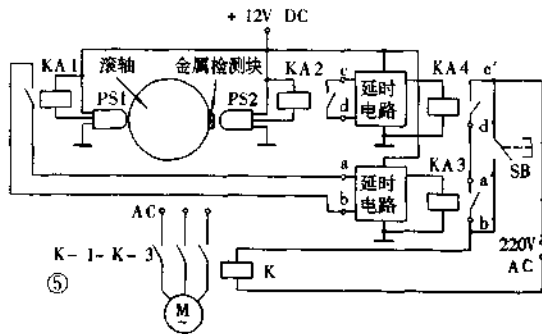 + 12V DC
KA1
滚轴
金属检测块
KA2
c
KA4
c'
PS1
PS2
d
延时
电路
d
SB
a
延时
电路
KA3
a'
b
b'
AC
220V
AC
K-1~K-3
K
⑤
M
~